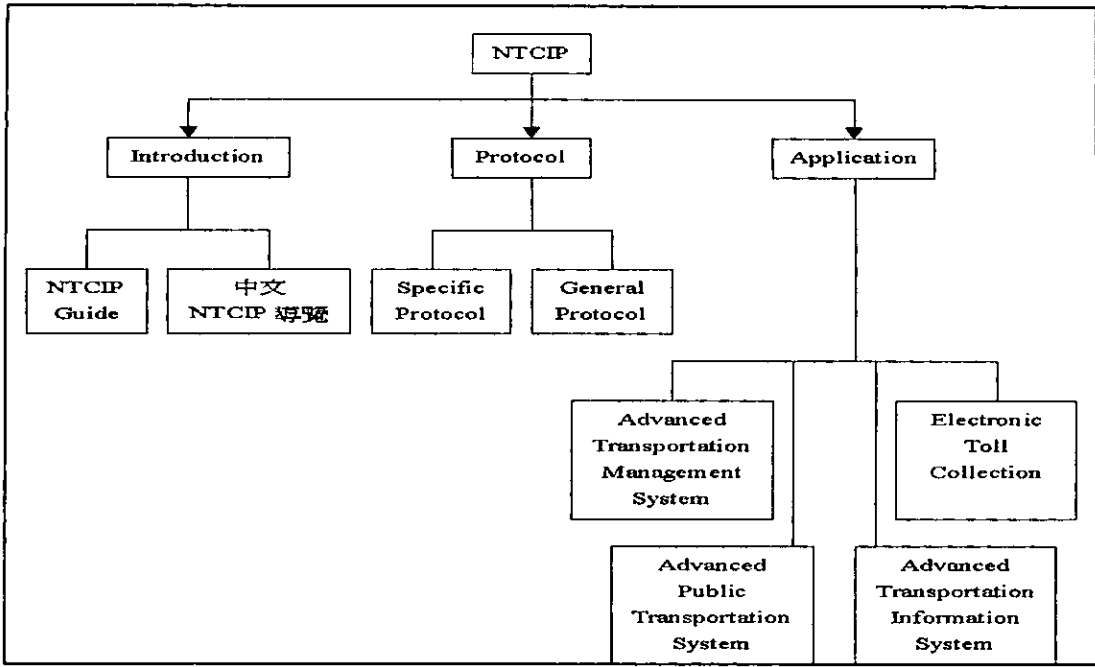 NTCIP
Introduction
Protocol
Application
NTCIP
Guide
中文
NTCIP 導覽
Specific
Protocol
General
Protocol
Advanced
Transportation
Management
System
Electronic
Toll
Collection
Advanced
Public
Transportation
System
Advanced
Transportation
Information
System